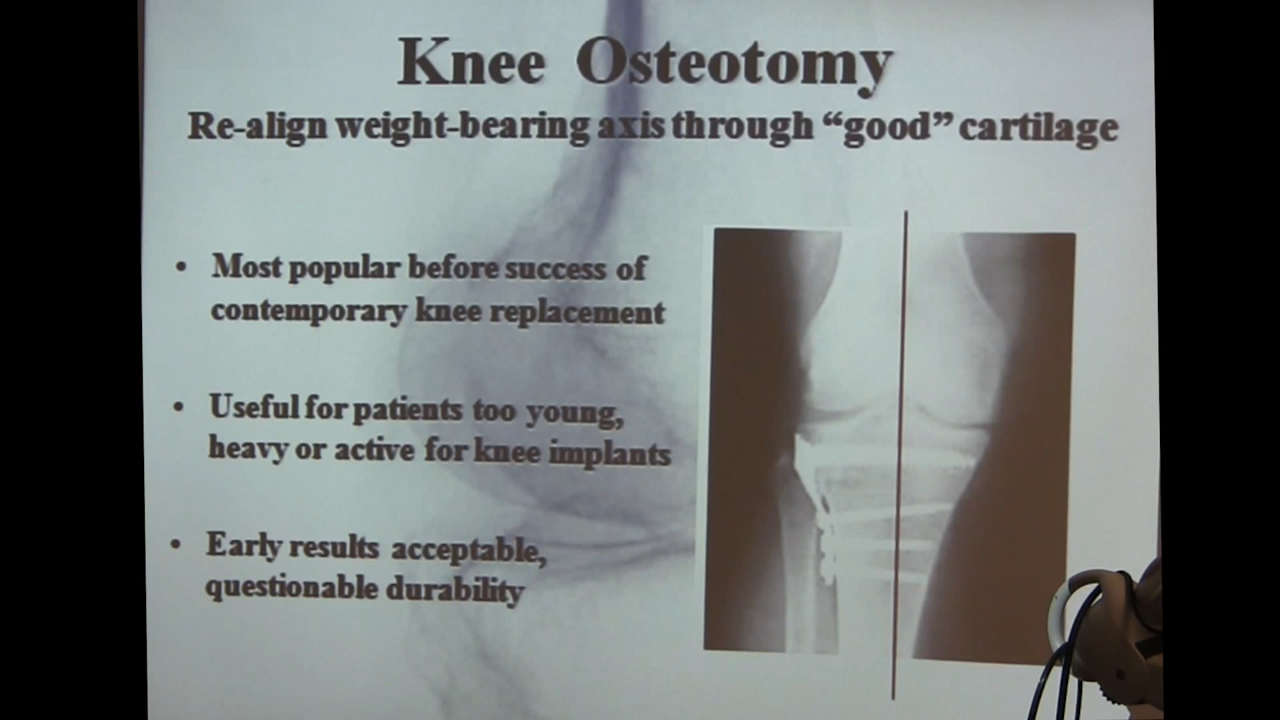 Knee Osteotomy
Re-align weight-bearing axis through “good” cartilage
• Most popular before success of
contemporary knee replacement
• Useful for patients too young,
heavy or active for knee implants
• Early results acceptable,
questionable durability